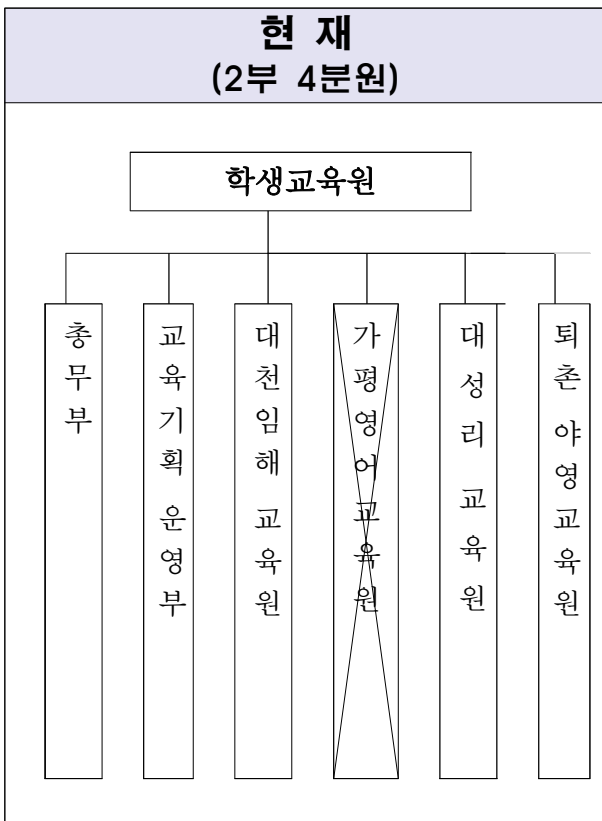 현 재
(2부 4분원)
학생교육원
총무부
교육기획 운영부
대천임해 교육원
가평영어교육원
대성리 교육원
퇴촌 야영교육원